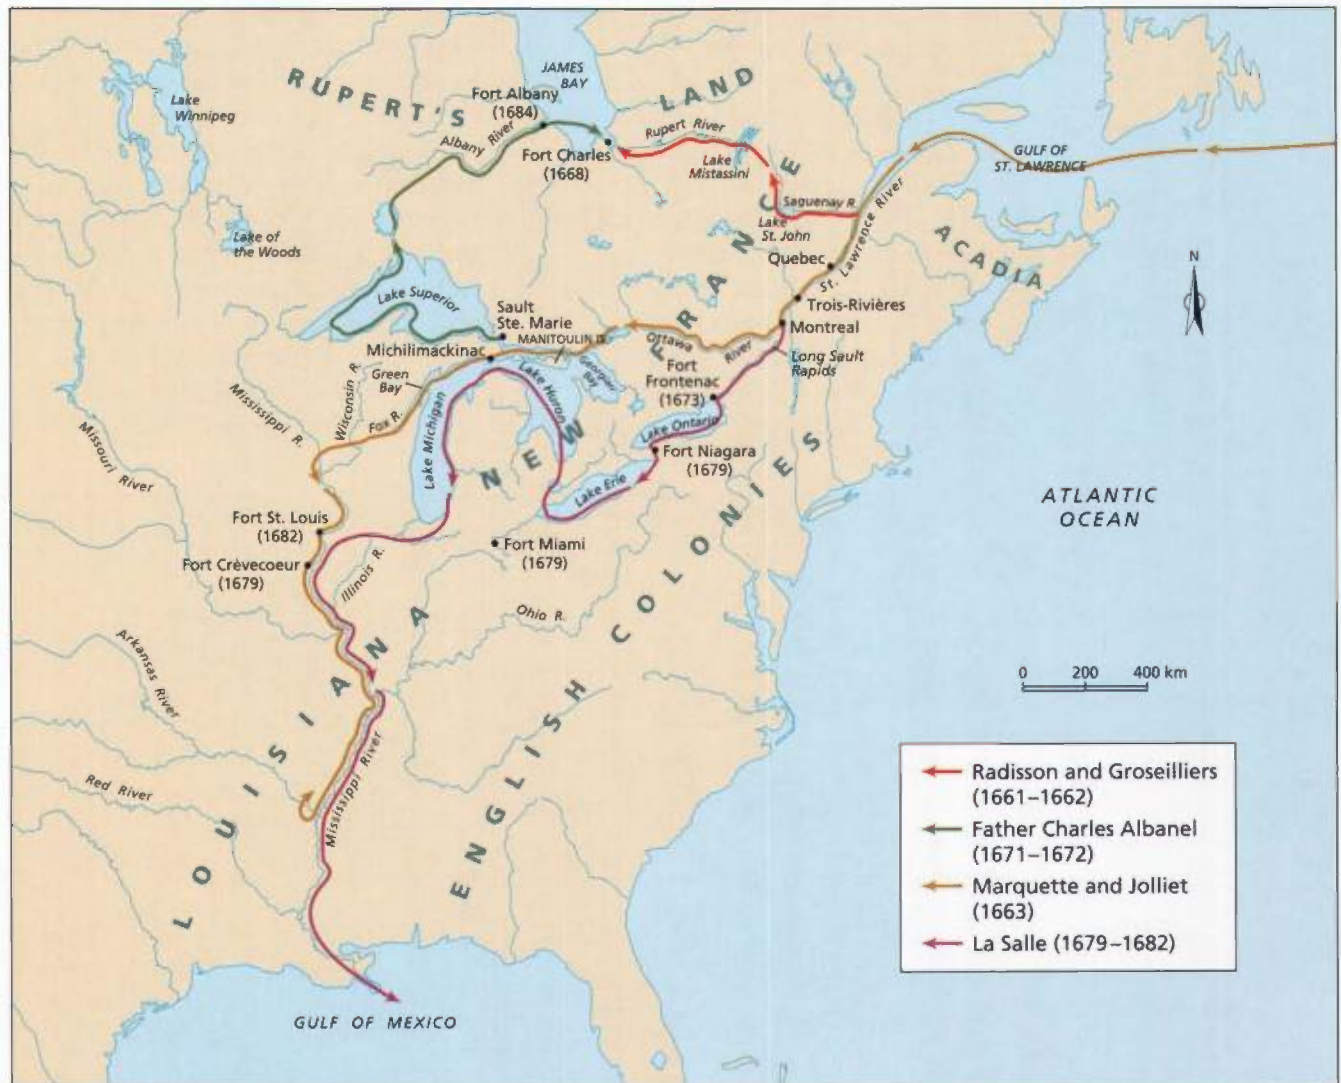 RUPERT'S
LAND
JAMES
BAY
Fort Albany
(1684)
Albany River
Fort Charles
(1668)
Rupert River
Lake
Mistassini
Lake
Winnipeg
Lake of
the Woods
Saguenay R.
Lake
St. John
GULF OF
ST. LAWRENCE
ACADIA
N
Quebec
St. Lawrence River
Trois-Rivières
Montreal
Long Sault
Rapids
Ottawa River
NEW FRANCE
Lake Superior
Sault
Ste. Marie
MANITOULIN IS.
Michilimackinac
Georgian
Bay
Green
Bay
Lake Huron
Lake Michigan
Fort
Frontenac
(1673)
Lake Ontario
Fort Niagara
(1679)
Lake Erie
Wisconsin R.
Fox R.
Mississippi R.
Missouri River
Fort St. Louis
(1682)
Fort Crèvecoeur
(1679)
Fort Miami
(1679)
Illinois R.
Ohio R.
Arkansas River
Red River
Mississippi River
LOUISIANA
ENGLISH COLONIES
ATLANTIC
OCEAN
GULF OF MEXICO
0 200 400 km
Radisson and Groseilliers
(1661–1662)
Father Charles Albanel
(1671–1672)
Marquette and Jolliet
(1663)
La Salle (1679–1682)